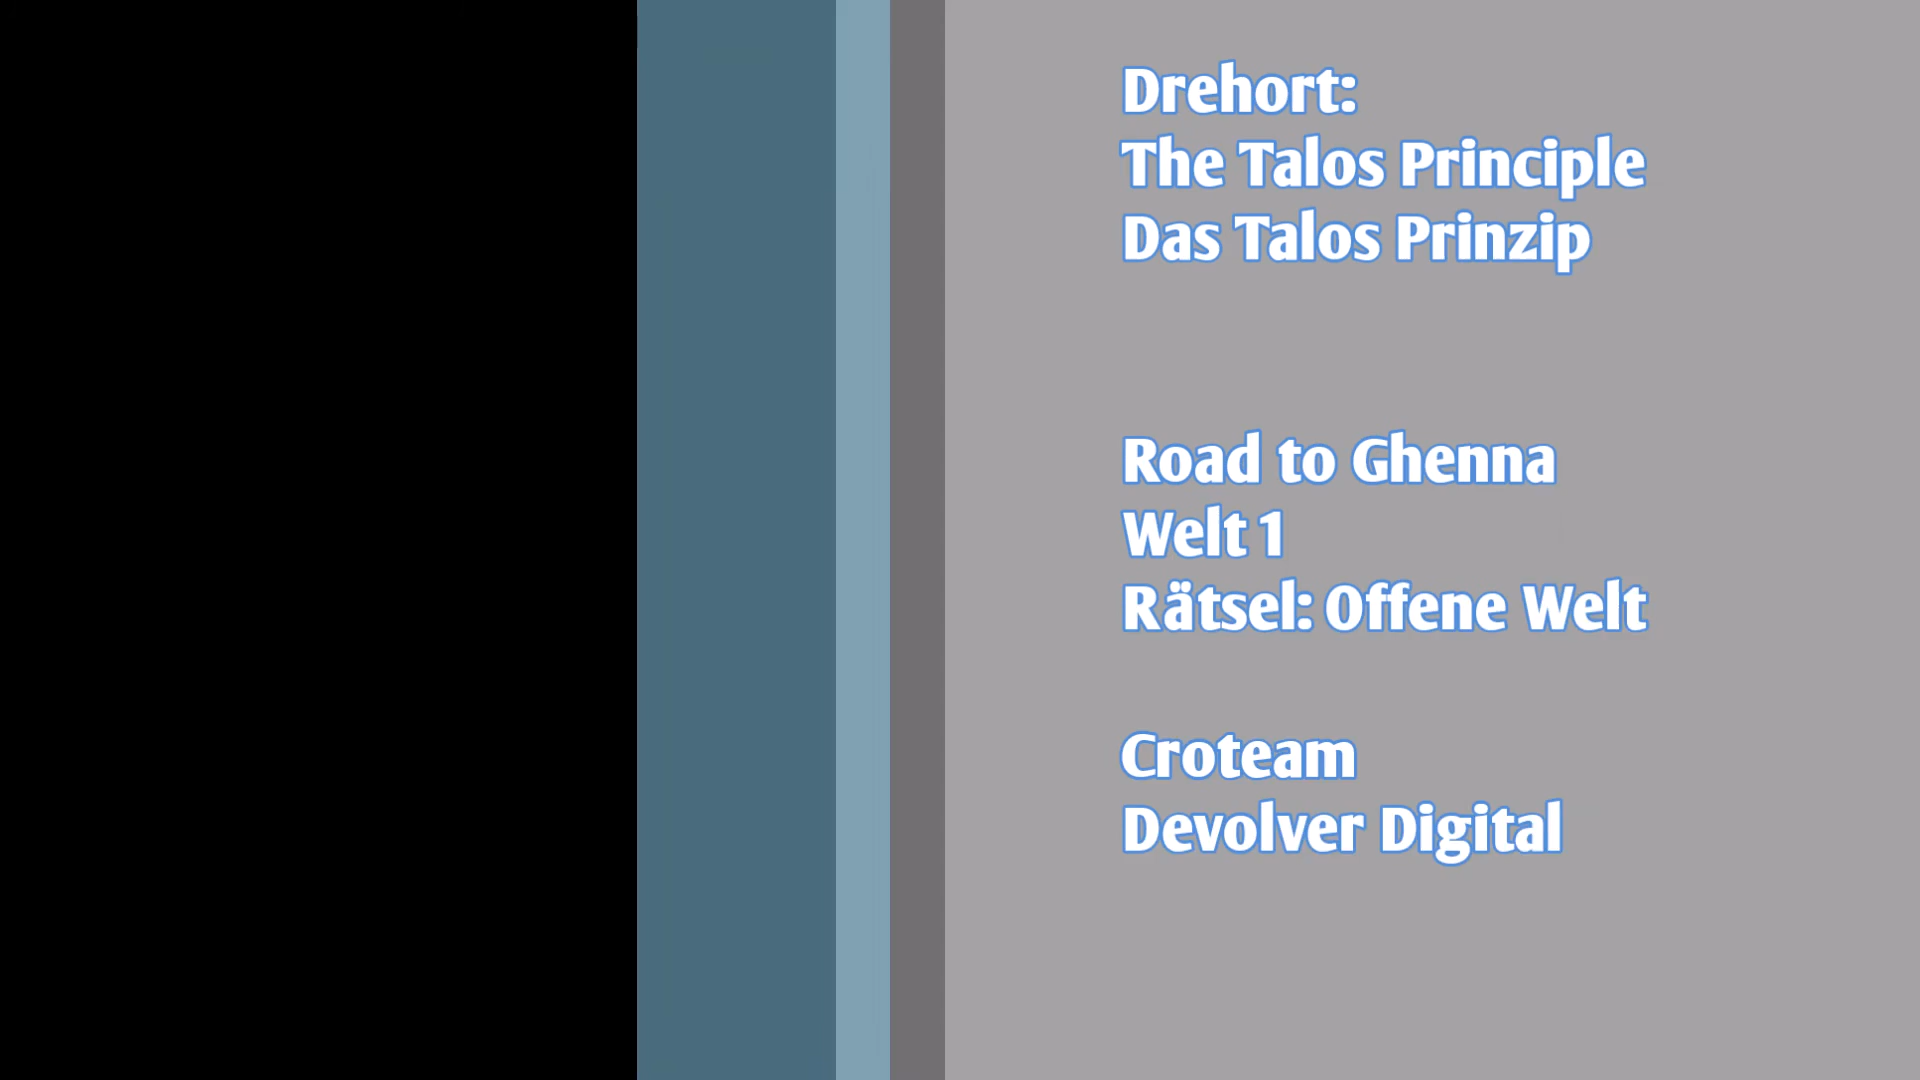 Drehort:
The Talos Principle
Das Talos Prinzip
Road to Ghenna
Welt 1
Rätsel: Offene Welt
Croteam
Devolver Digital